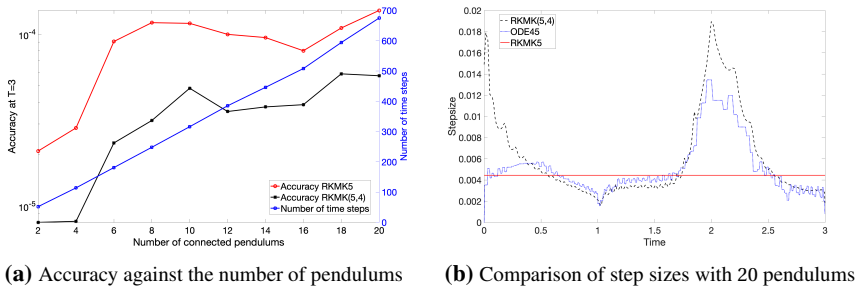 10⁻⁴
10⁻⁵
Accuracy at T=3
700
600
500
400
300
200
100
0
Number of time steps
Accuracy RKMK5
Accuracy RKMK(5,4)
Number of time steps
2 4 6 8 10 12 14 16 18 20
Number of connected pendulums
(a) Accuracy against the number of pendulums
0.02
0.018
0.016
0.014
0.012
0.01
0.008
0.006
0.004
0.002
0
Stepsize
RKMK(5,4)
ODE45
RKMK5
0 0.5 1 1.5 2 2.5 3
Time
(b) Comparison of step sizes with 20 pendulums